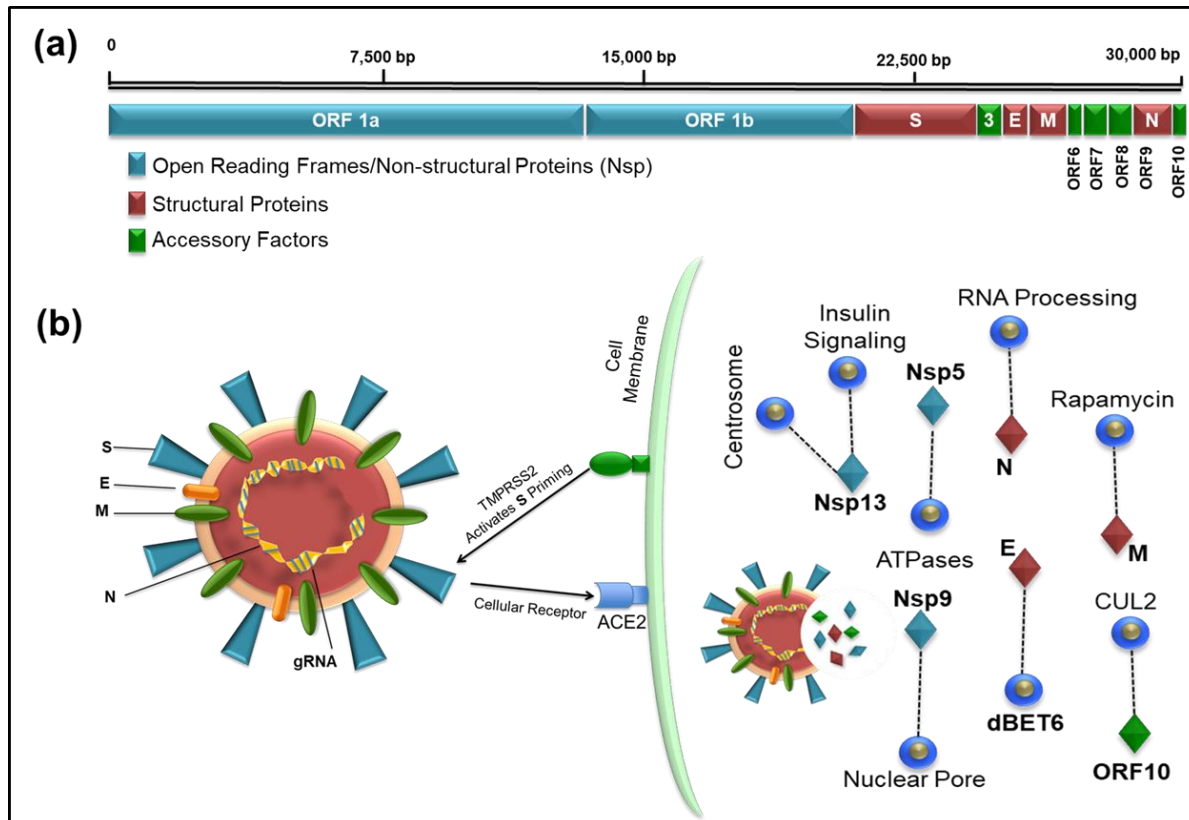 (a)
0
7,500 bp
15,000 bp
22,500 bp
30,000 bp
ORF 1a
ORF 1b
S
3
E
M
N
ORF6
ORF7
ORF8
ORF9
ORF10
Open Reading Frames/Non-structural Proteins (Nsp)
Structural Proteins
Accessory Factors
(b)
S
E
M
N
gRNA
TMPRSS2
Activates S Priming
Cellular Receptor
ACE2
Cell
Membrane
Centrosome
Insulin
Signaling
Nsp13
Nsp5
ATPases
RNA Processing
N
Rapamycin
M
Nsp9
Nuclear Pore
E
dBET6
CUL2
ORF10